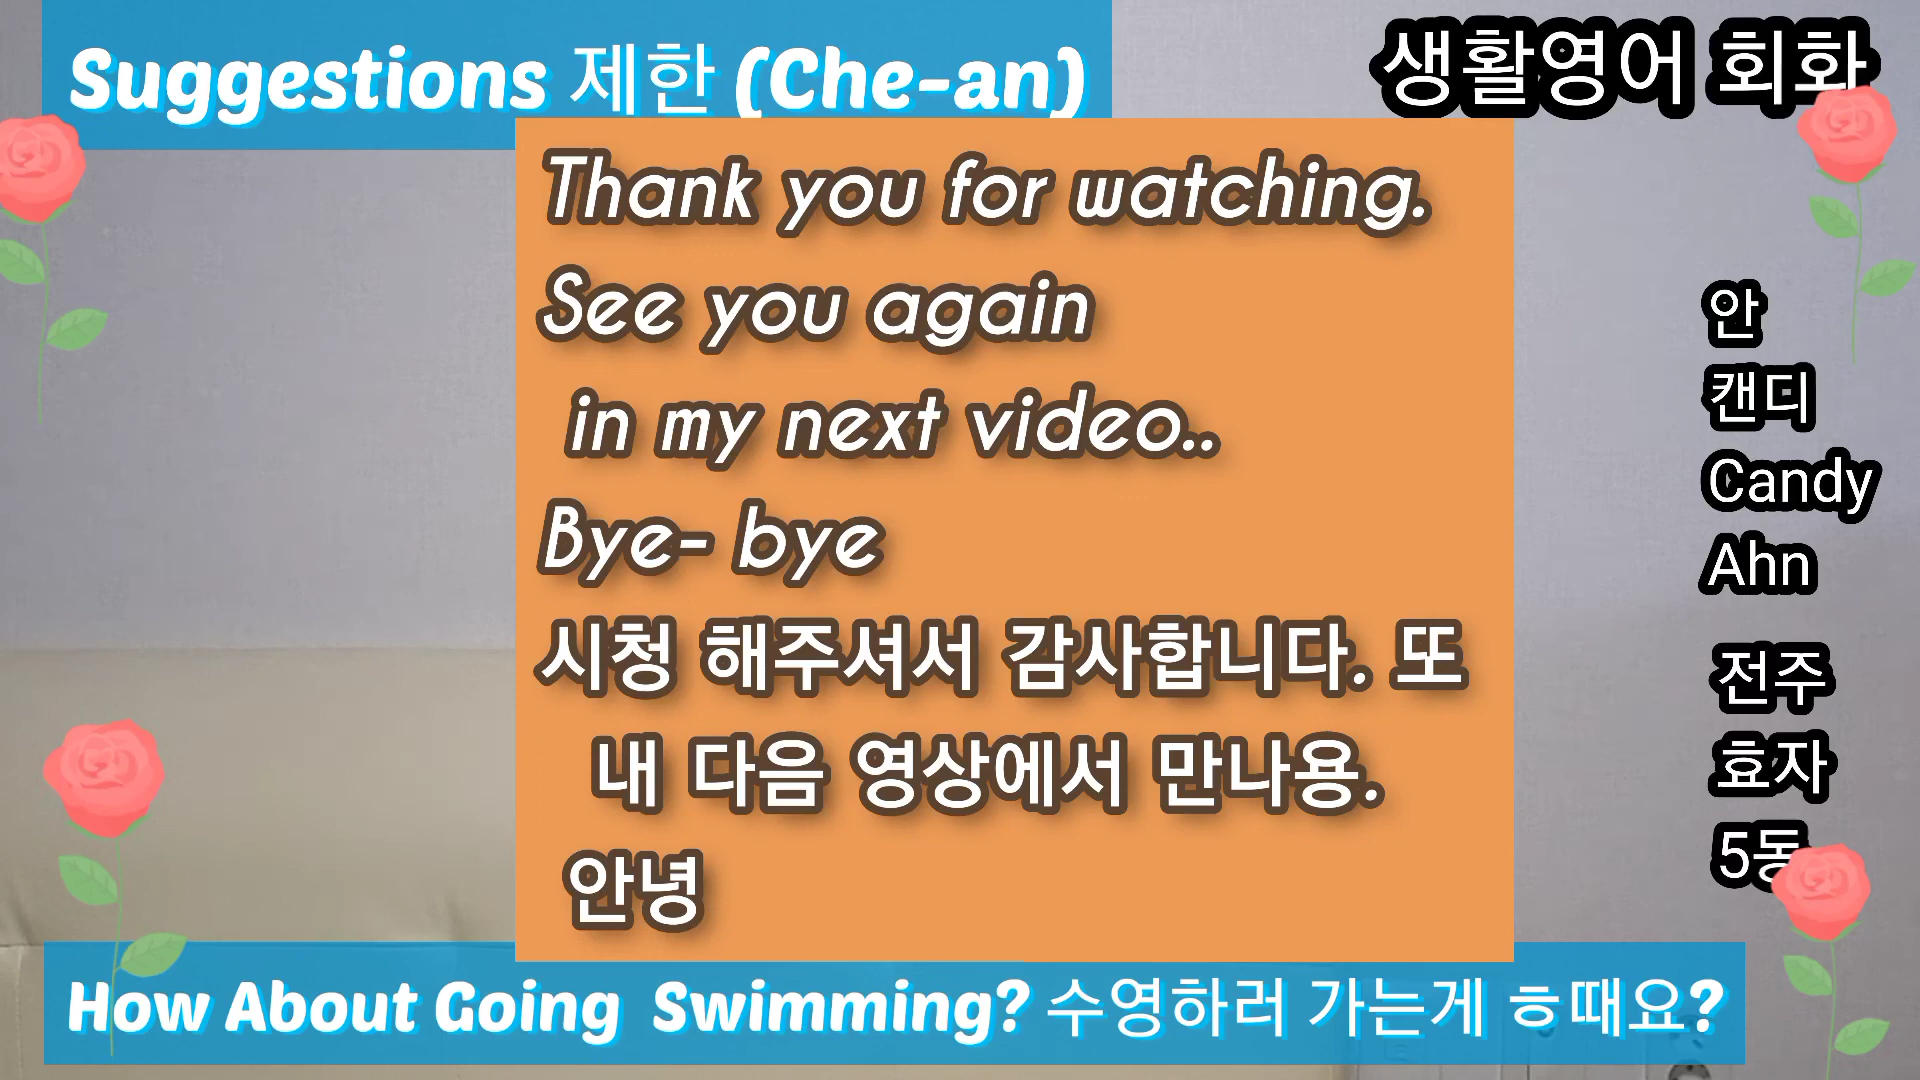 Suggestions 제한 (Che-an)
생활영어 회화
Thank you for watching.
See you again
in my next video..
Bye- bye
시청 해주셔서 감사합니다. 또
내 다음 영상에서 만나용.
안녕
안
캔디
Candy
Ahn
전주
효자
5동
How About Going Swimming? 수영하러 가는게 ㅎ때요?